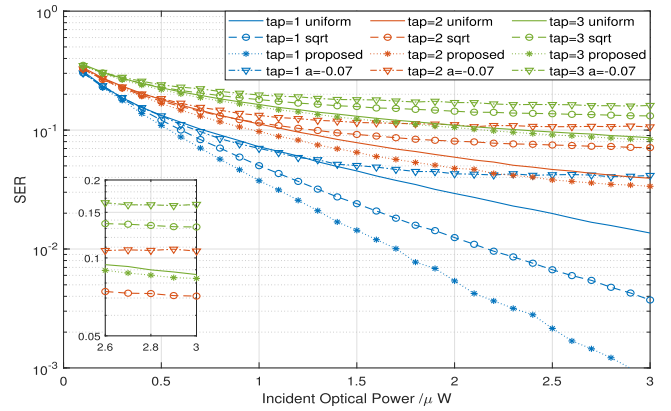 tap=1 uniform tap=2 uniform tap=3 uniform
tap=1 sqrt tap=2 sqrt tap=3 sqrt
tap=1 proposed tap=2 proposed tap=3 proposed
tap=1 a=-0.07 tap=2 a=-0.07 tap=3 a=-0.07
10^0
10^-1
10^-2
10^-3
SER
0.2
0.15
0.1
0.05
2.6 2.8 3
0 0.5 1 1.5 2 2.5 3
Incident Optical Power /μ W